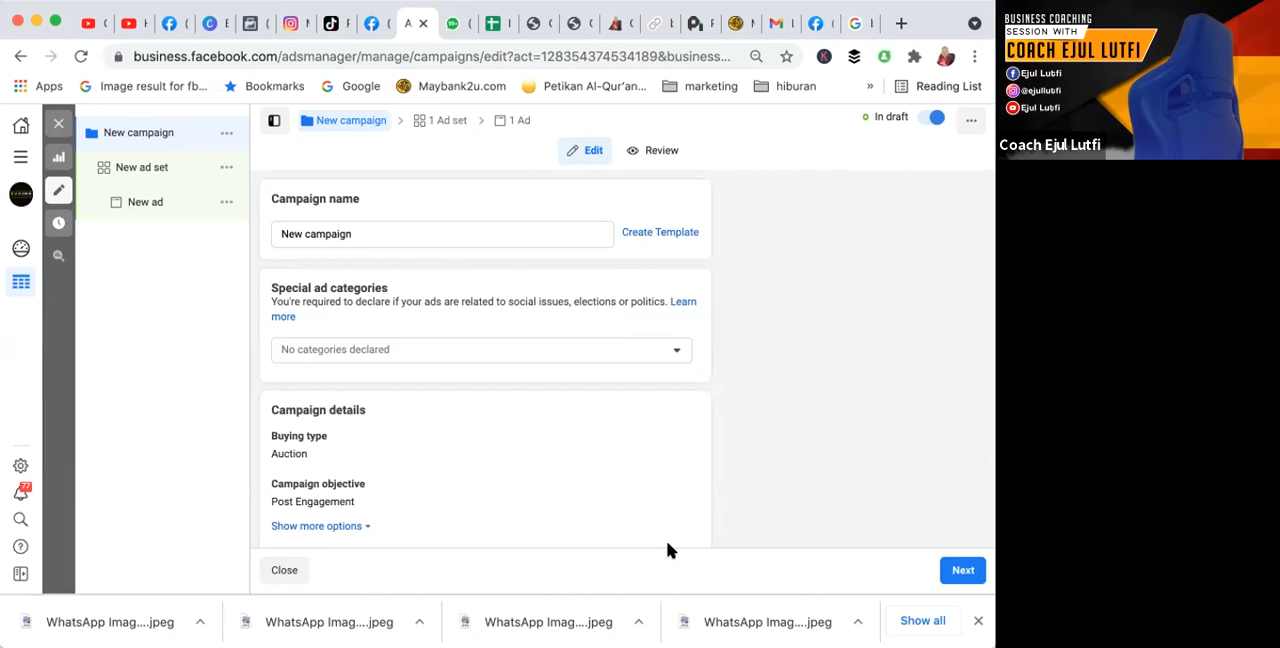 business.facebook.com/adsmanager/manage/campaigns/edit?act=128354374534189&business...
Apps
Image result for fb...
Bookmarks
Google
Maybank2u.com
Petikan Al-Qur'an...
marketing
hiburan
»
Reading List
New campaign
New ad set
New ad
New campaign
1 Ad set
1 Ad
In draft
Edit
Review
Campaign name
New campaign
Create Template
Special ad categories
You're required to declare if your ads are related to social issues, elections or politics. Learn
more
No categories declared
Campaign details
Buying type
Auction
Campaign objective
Post Engagement
Show more options
Close
Next
77
WhatsApp Imag....jpeg
WhatsApp Imag....jpeg
WhatsApp Imag....jpeg
WhatsApp Imag....jpeg
Show all
BUSINESS COACHING
SESSION WITH
COACH EJUL LUTFI
Ejul Lutfi
@ejullutfi
Ejul Lutfi
Coach Ejul Lutfi